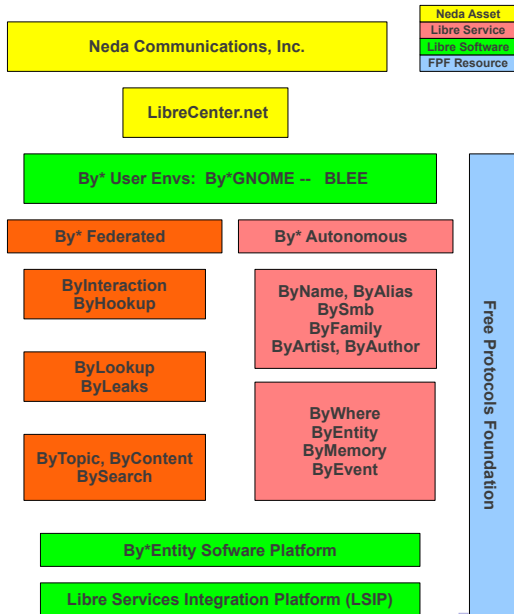 Neda Communications, Inc.
Neda Asset
Libre Service
Libre Software
FPF Resource
LibreCenter.net
By* User Envs: By*GNOME -- BLEE
By* Federated
By* Autonomous
ByInteraction
ByHookup
ByName, ByAlias
BySmb
ByFamily
ByArtist, ByAuthor
ByLookup
ByLeaks
ByWhere
ByEntity
ByMemory
ByEvent
ByTopic, ByContent
BySearch
Free Protocols Foundation
By*Entity Sofware Platform
Libre Services Integration Platform (LSIP)